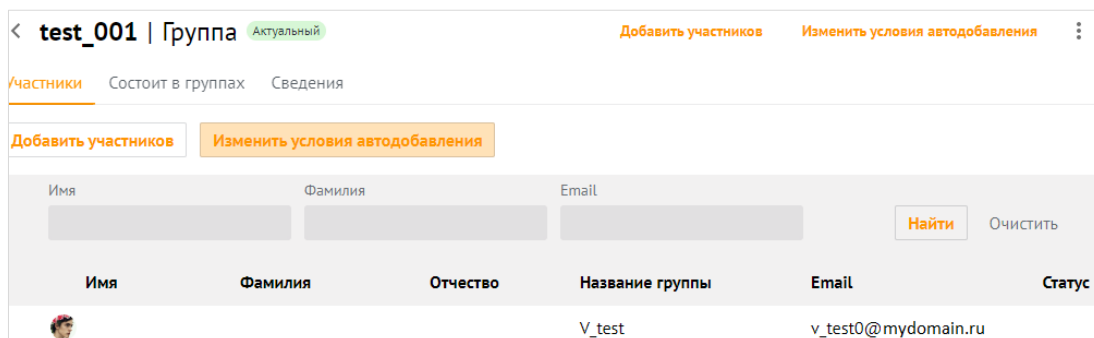 test_001 | Группа Актуальный Добавить участников Изменить условия автодобавления
Участники Состоит в группах Сведения
Добавить участников Изменить условия автодобавления
Имя Фамилия Email
Найти Очистить
Имя Фамилия Отчество Название группы Email Статус
V_test v_test0@mydomain.ru